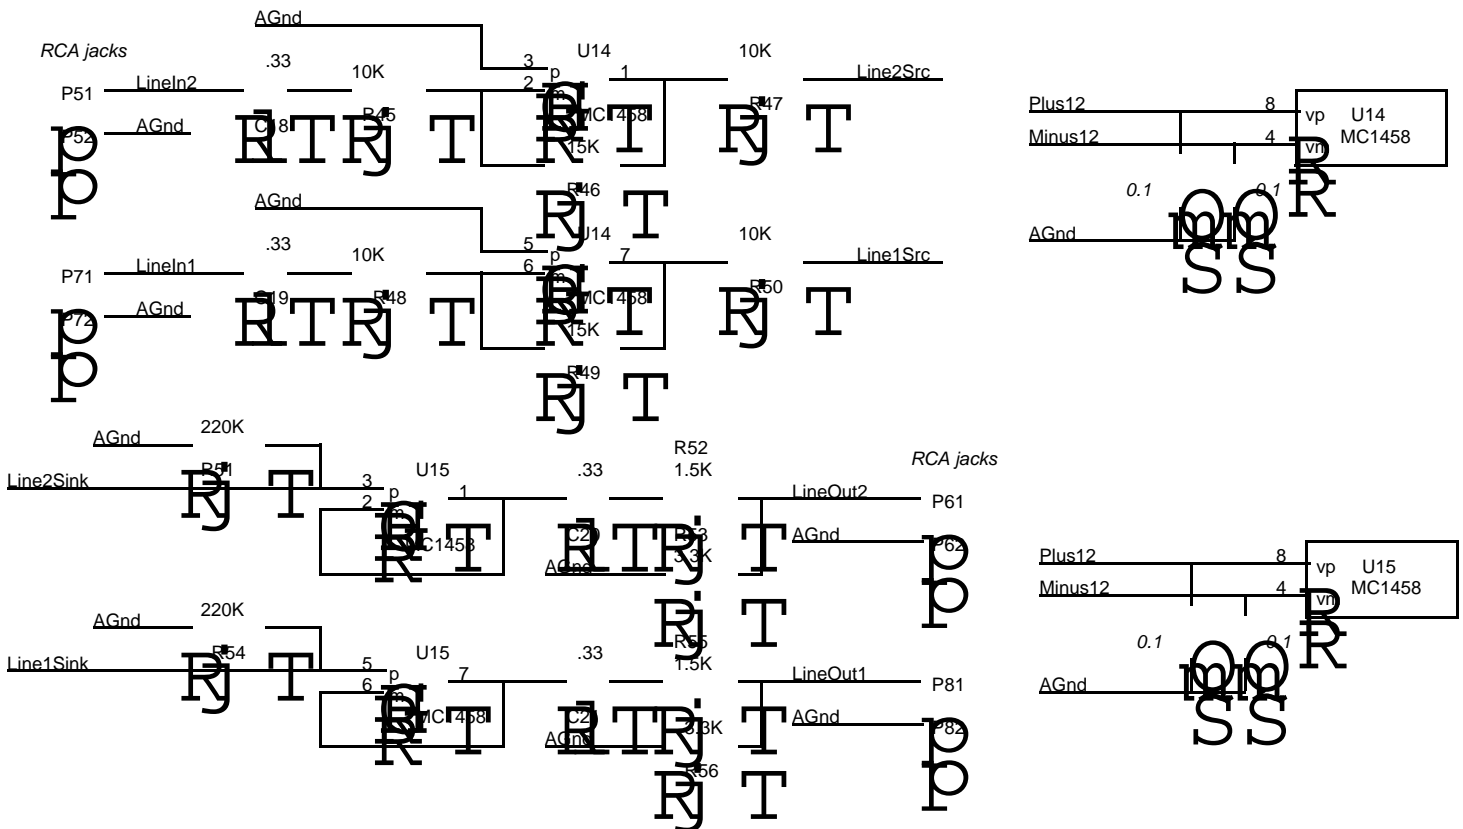 AGnd
RCA jacks
.33
10K
U14
10K
P51
LineIn2
3
p
2
m
1
Line2Src
P52
AGnd
C18
R45
MC1458
15K
R47
R46
AGnd
.33
10K
U14
10K
P71
LineIn1
5
p
6
m
7
Line1Src
P72
AGnd
C19
R48
MC1458
15K
R50
R49
Plus12
8
vp
U14
Minus12
4
vn
MC1458
0.1
0.1
AGnd
AGnd
220K
R52
1.5K
RCA jacks
Line2Sink
R51
3
p
2
m
U15
1
.33
LineOut2
P61
MC1458
C20
R53
3.3K
AGnd
AGnd
P62
AGnd
220K
R55
1.5K
Line1Sink
R54
5
p
6
m
U15
7
.33
LineOut1
P81
MC1458
C21
3.3K
AGnd
AGnd
P82
R56
Plus12
8
vp
U15
Minus12
4
vn
MC1458
0.1
0.1
AGnd